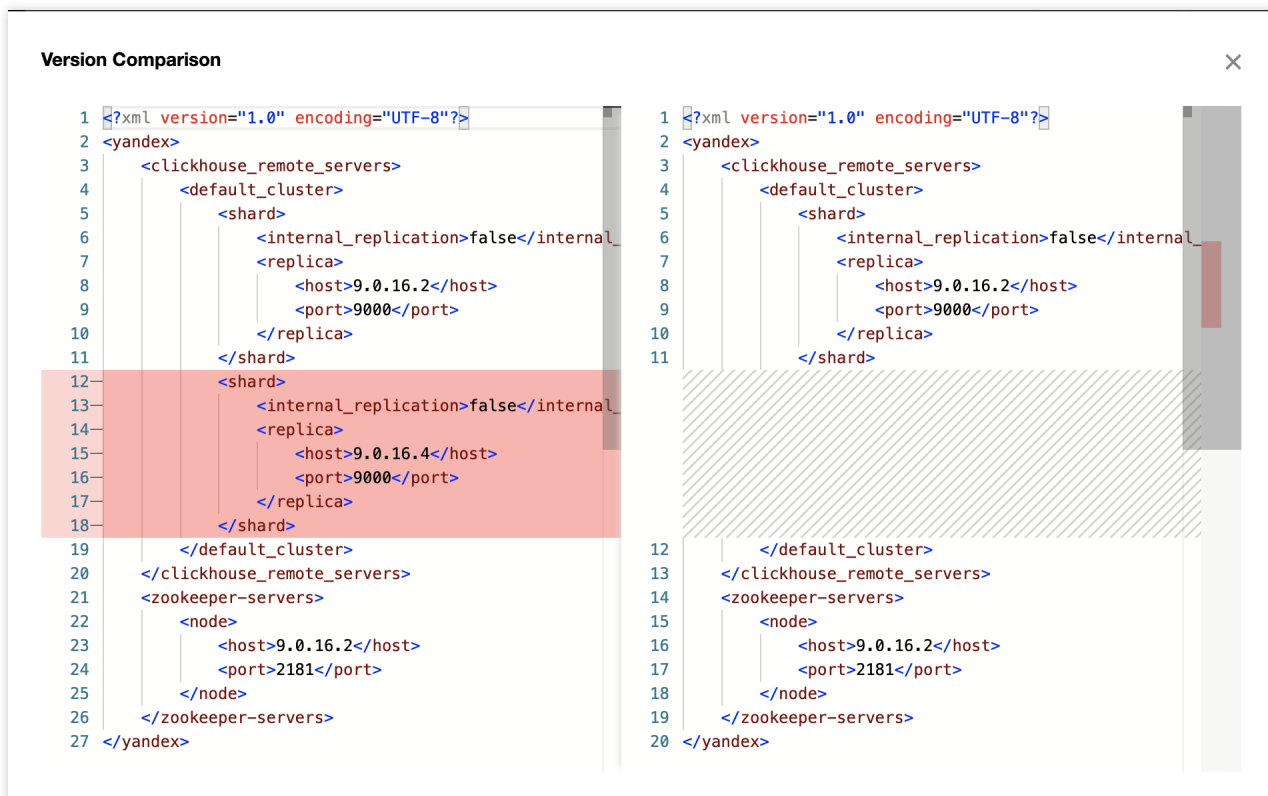 Version Comparison
1 <?xml version="1.0" encoding="UTF-8"?>
2 <yandex>
3 <clickhouse_remote_servers>
4 <default_cluster>
5 <shard>
6 <internal_replication>false</internal_
7 <replica>
8 <host>9.0.16.2</host>
9 <port>9000</port>
10 </replica>
11 </shard>
12— <shard>
13— <internal_replication>false</internal_
14— <replica>
15— <host>9.0.16.4</host>
16— <port>9000</port>
17— </replica>
18— </shard>
19 </default_cluster>
20 </clickhouse_remote_servers>
21 <zookeeper-servers>
22 <node>
23 <host>9.0.16.2</host>
24 <port>2181</port>
25 </node>
26 </zookeeper-servers>
27 </yandex>
1 <?xml version="1.0" encoding="UTF-8"?>
2 <yandex>
3 <clickhouse_remote_servers>
4 <default_cluster>
5 <shard>
6 <internal_replication>false</internal_
7 <replica>
8 <host>9.0.16.2</host>
9 <port>9000</port>
10 </replica>
11 </shard>
12 </default_cluster>
13 </clickhouse_remote_servers>
14 <zookeeper-servers>
15 <node>
16 <host>9.0.16.2</host>
17 <port>2181</port>
18 </node>
19 </zookeeper-servers>
20 </yandex>